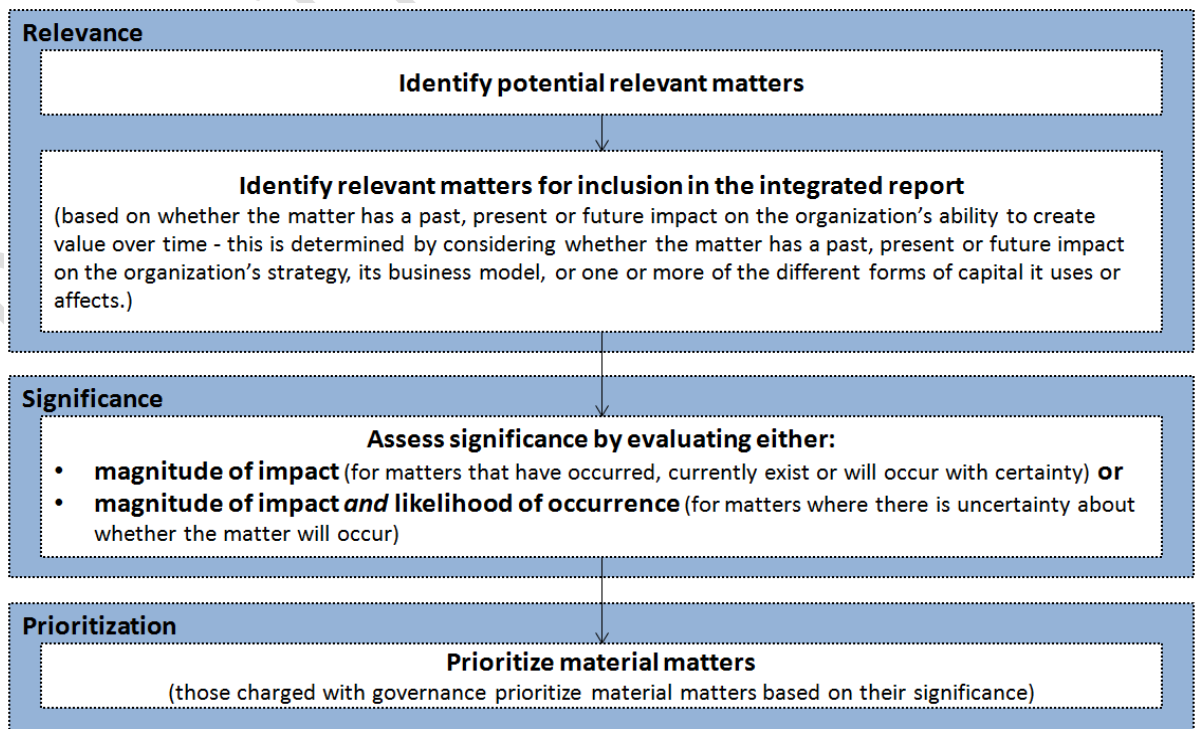 Relevance
Identify potential relevant matters
Identify relevant matters for inclusion in the integrated report
(based on whether the matter has a past, present or future impact on the organization's ability to create
value over time - this is determined by considering whether the matter has a past, present or future impact
on the organization's strategy, its business model, or one or more of the different forms of capital it uses or
affects.)
Significance
Assess significance by evaluating either:
• magnitude of impact (for matters that have occurred, currently exist or will occur with certainty) or
• magnitude of impact and likelihood of occurrence (for matters where there is uncertainty about
whether the matter will occur)
Prioritization
Prioritize material matters
(those charged with governance prioritize material matters based on their significance)